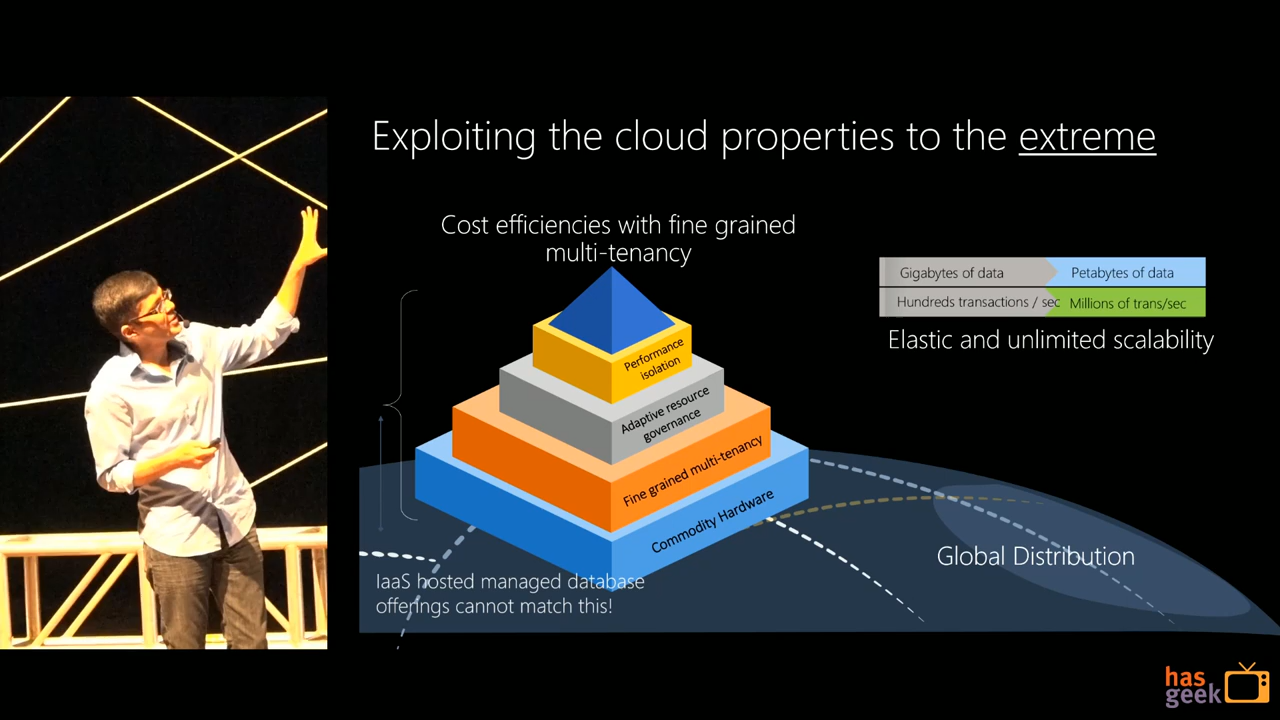 Exploiting the cloud properties to the extreme
Cost efficiencies with fine grained
multi-tenancy
Gigabytes of data
Petabytes of data
Hundreds transactions / sec
Millions of trans/sec
Elastic and unlimited scalability
Performance
isolation
Adaptive resource
governance
Fine grained multi-tenancy
Commodity Hardware
Global Distribution
IaaS hosted managed database
offerings cannot match this!
has
geek